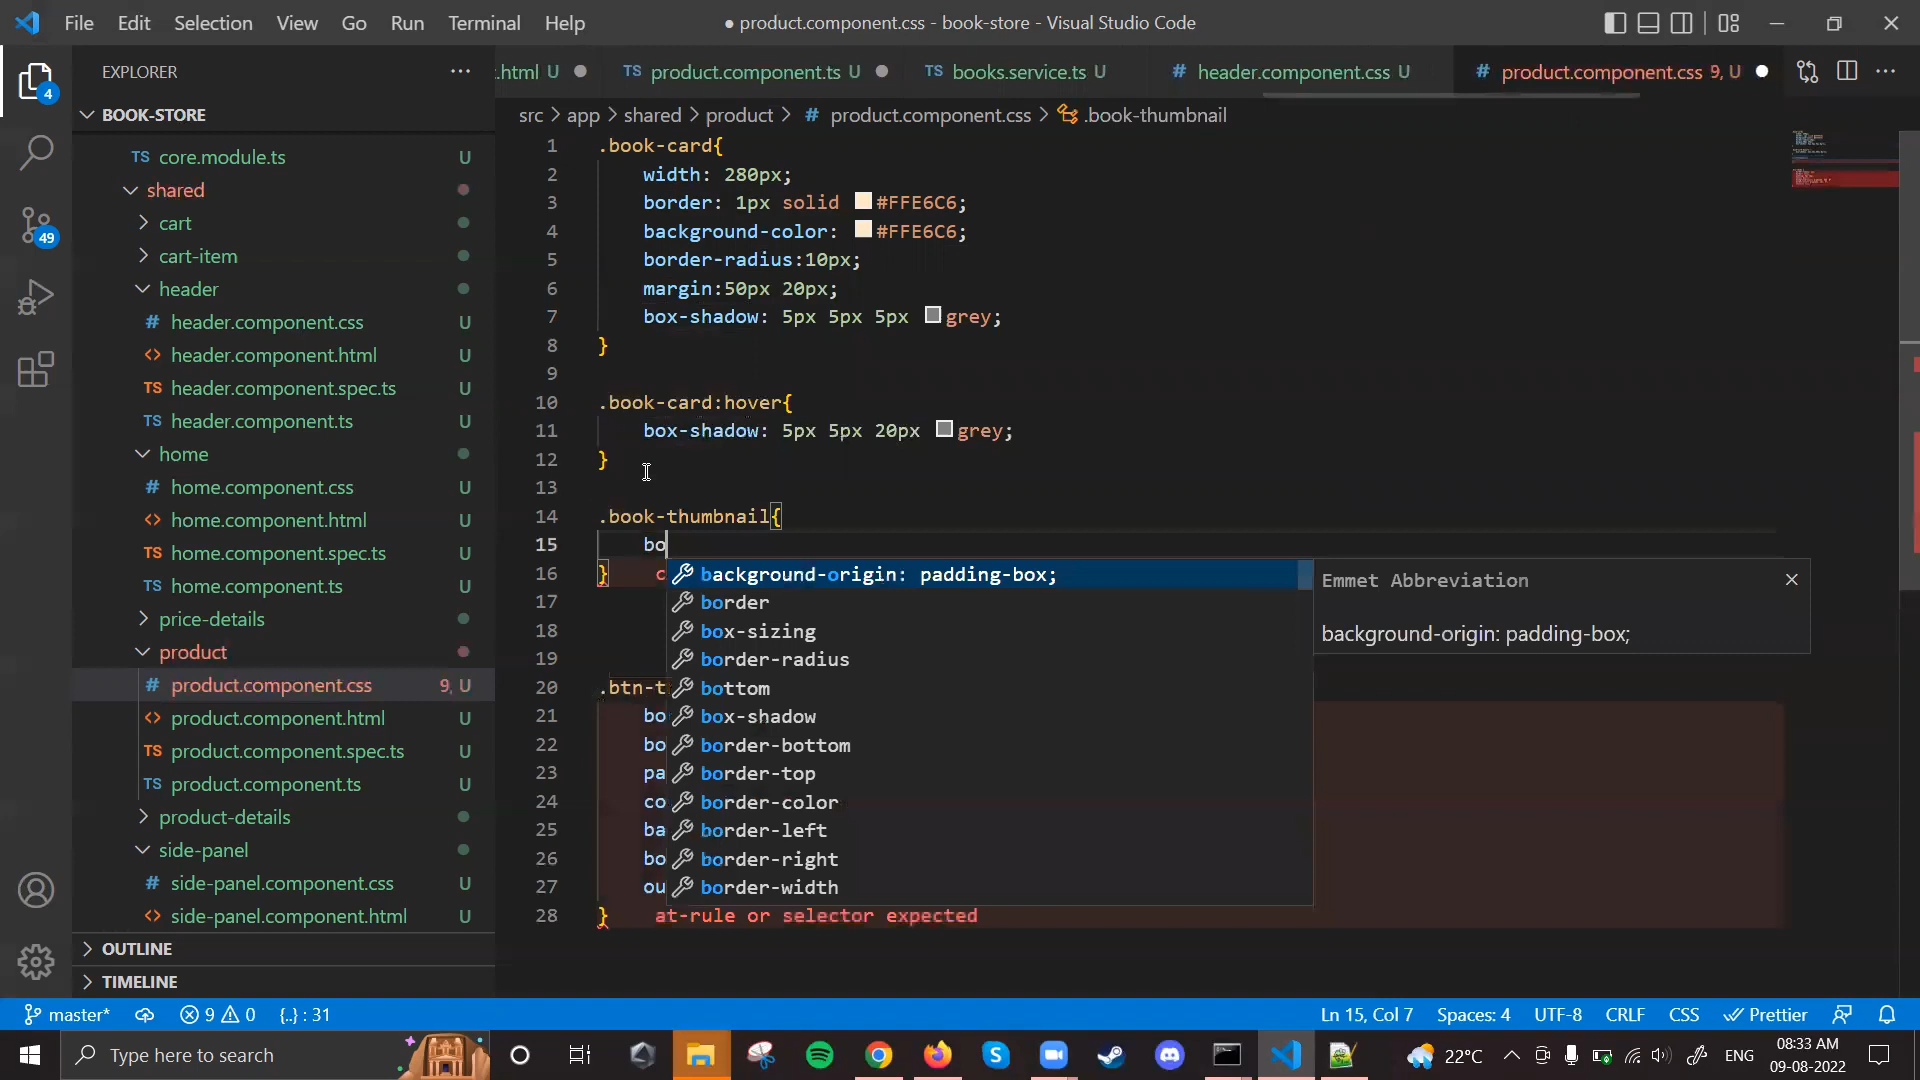 File Edit Selection View Go Run Terminal Help
● product.component.css - book-store - Visual Studio Code
EXPLORER
BOOK-STORE
TS core.module.ts U
shared
cart
cart-item
header
# header.component.css U
<> header.component.html U
TS header.component.spec.ts U
TS header.component.ts U
home
# home.component.css U
<> home.component.html U
TS home.component.spec.ts U
TS home.component.ts U
price-details
product
# product.component.css 9, U
<> product.component.html U
TS product.component.spec.ts U
TS product.component.ts U
product-details
side-panel
# side-panel.component.css U
<> side-panel.component.html U
OUTLINE
TIMELINE
4
49
.html U
TS product.component.ts U
TS books.service.ts U
# header.component.css U
# product.component.css 9, U
src > app > shared > product > # product.component.css > .book-thumbnail
1 .book-card{
2 width: 280px;
3 border: 1px solid #FFE6C6;
4 background-color: #FFE6C6;
5 border-radius:10px;
6 margin:50px 20px;
7 box-shadow: 5px 5px 5px grey;
8 }
9
10 .book-card:hover{
11 box-shadow: 5px 5px 20px grey;
12 }
13
14 .book-thumbnail{
15 bo
16 } c
17
18
19
20 .btn-t
21 bo
22 bo
23 pa
24 co
25 ba
26 bo
27 ou
28 } at-rule or selector expected
background-origin: padding-box;
border
box-sizing
border-radius
bottom
box-shadow
border-bottom
border-top
border-color
border-left
border-right
border-width
Emmet Abbreviation
background-origin: padding-box;
master* 9 0 {..} : 31
Ln 15, Col 7 Spaces: 4 UTF-8 CRLF CSS Prettier
Type here to search
22°C ENG
08:33 AM
09-08-2022